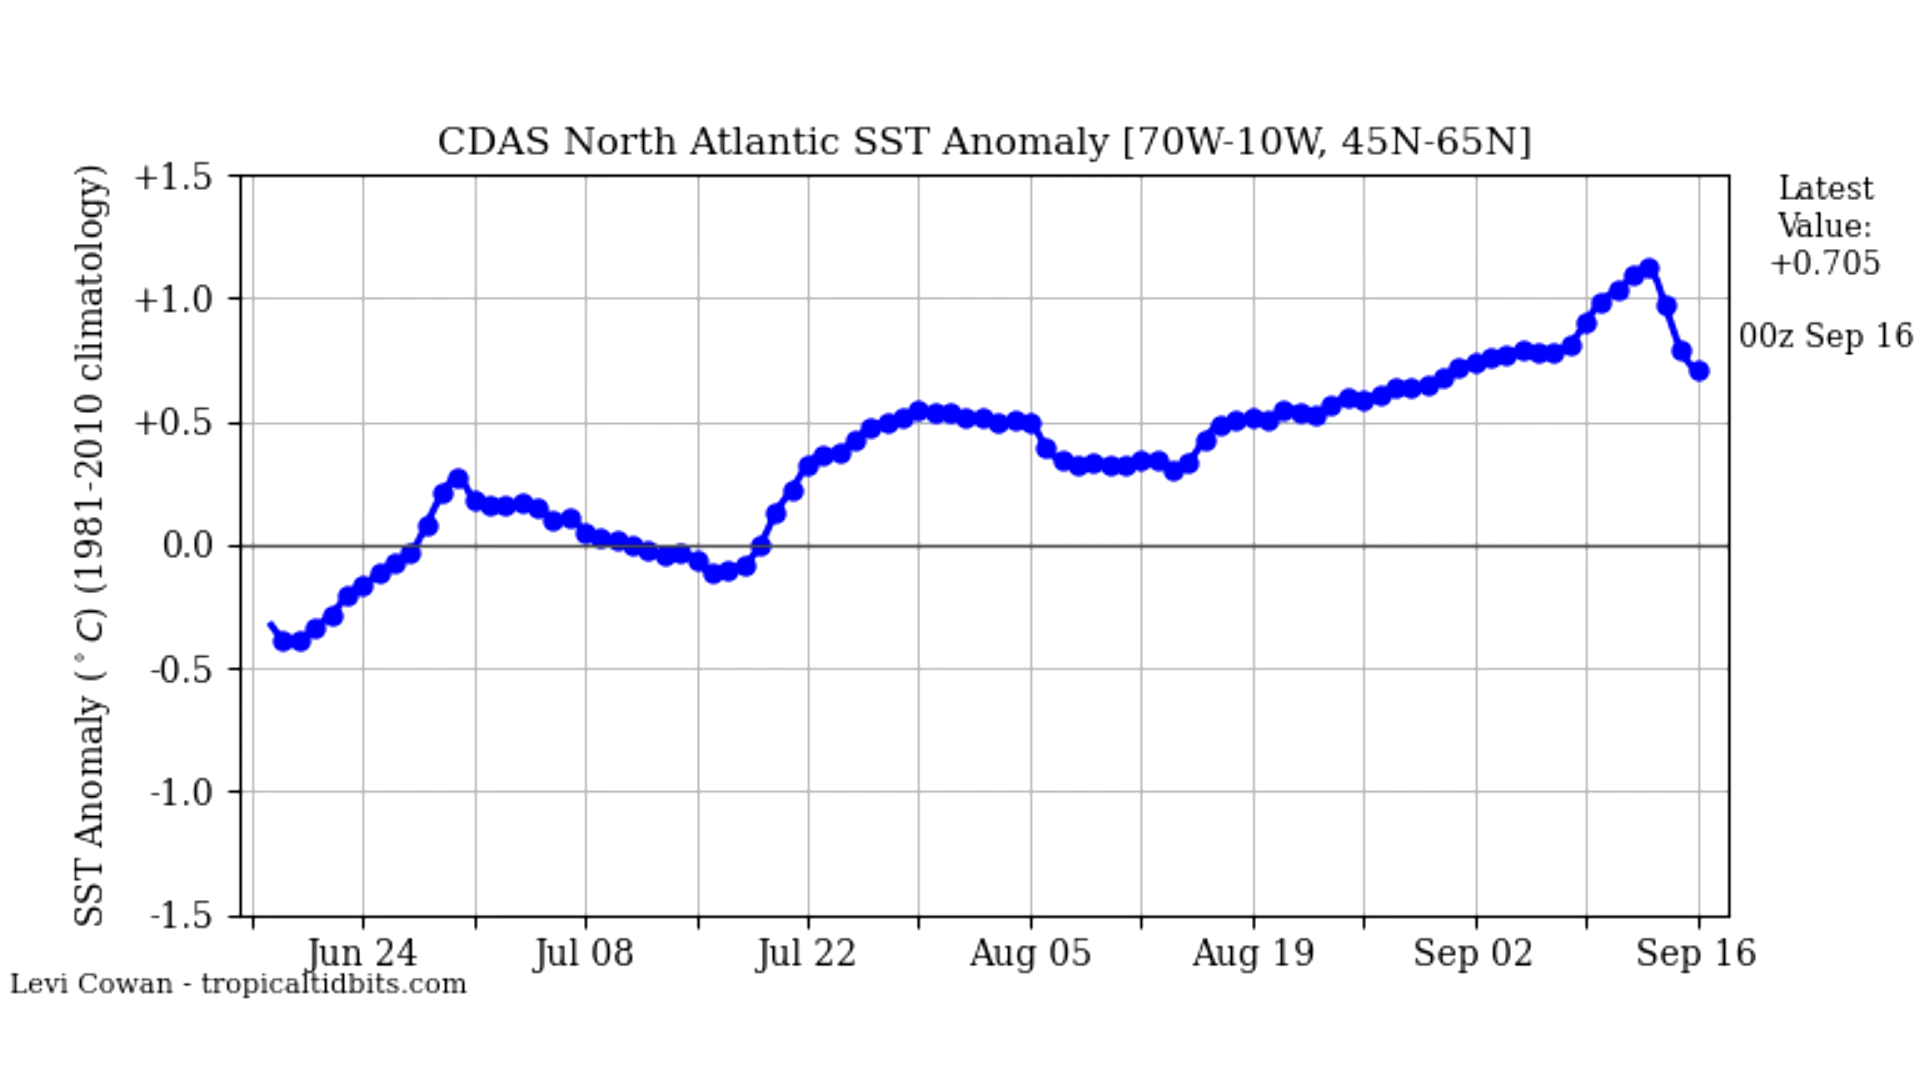 CDAS North Atlantic SST Anomaly [70W-10W, 45N-65N]
SST Anomaly (°C) (1981-2010 climatology)
+1.5
+1.0
+0.5
0.0
-0.5
-1.0
-1.5
Jun 24
Jul 08
Jul 22
Aug 05
Aug 19
Sep 02
Sep 16
Latest
Value:
+0.705
00z Sep 16
Levi Cowan - tropicaltidbits.com